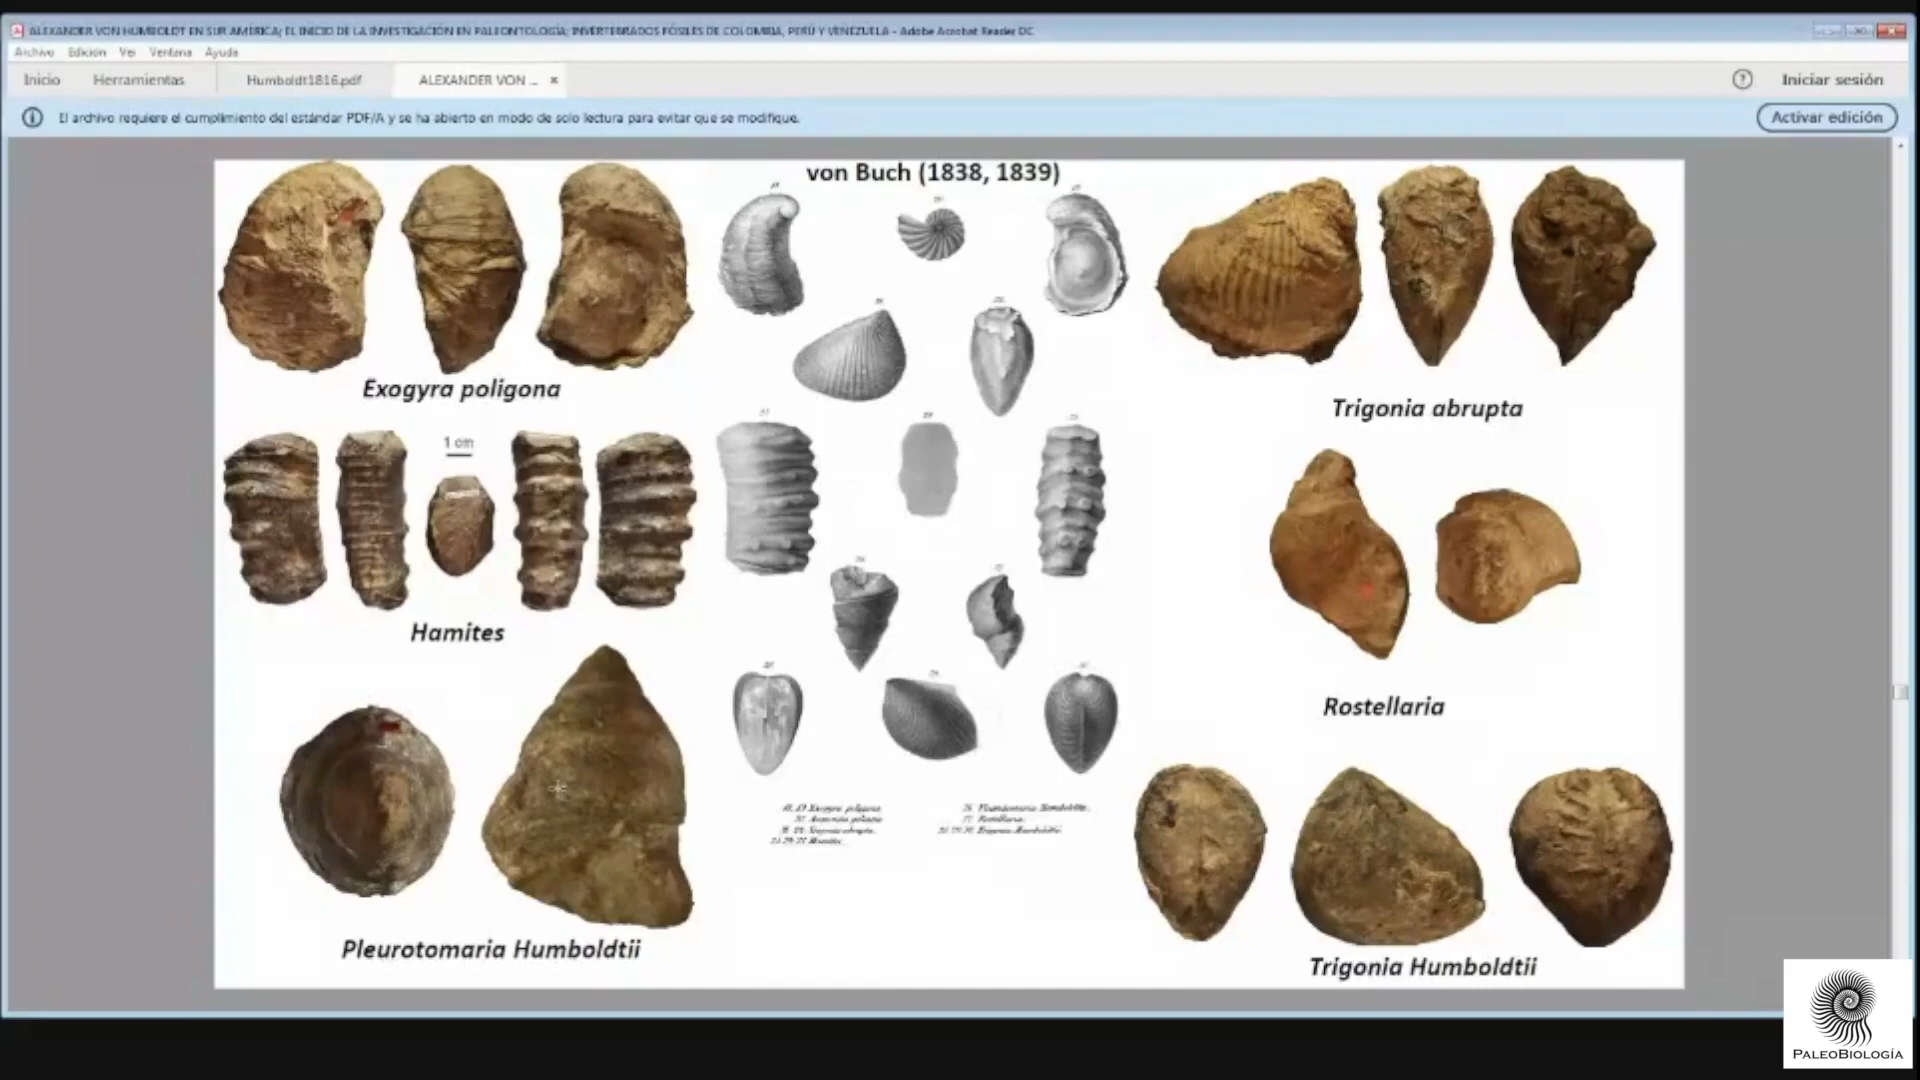 ALEXANDER VON HUMBOLDT EN SUR AMÉRICA; EL INICIO DE LA INVESTIGACIÓN EN PALEONTOLOGÍA; INVERTEBRADOS FÓSILES DE COLOMBIA, PERÚ Y VENEZUELA - Adobe Acrobat Reader DC
Archivo Edición Ver Ventana Ayuda
Inicio Herramientas Humboldt1816.pdf ALEXANDER VON ... × ? Iniciar sesión
El archivo requiere el cumplimiento del estándar PDF/A y se ha abierto en modo de solo lectura para evitar que se modifique.
Activar edición
von Buch (1838, 1839)
Exogyra poligona
Trigonia abrupta
1 cm
Hamites
Rostellaria
Pleurotomaria Humboldtii
Trigonia Humboldtii
PALEOBIOLOGÍA